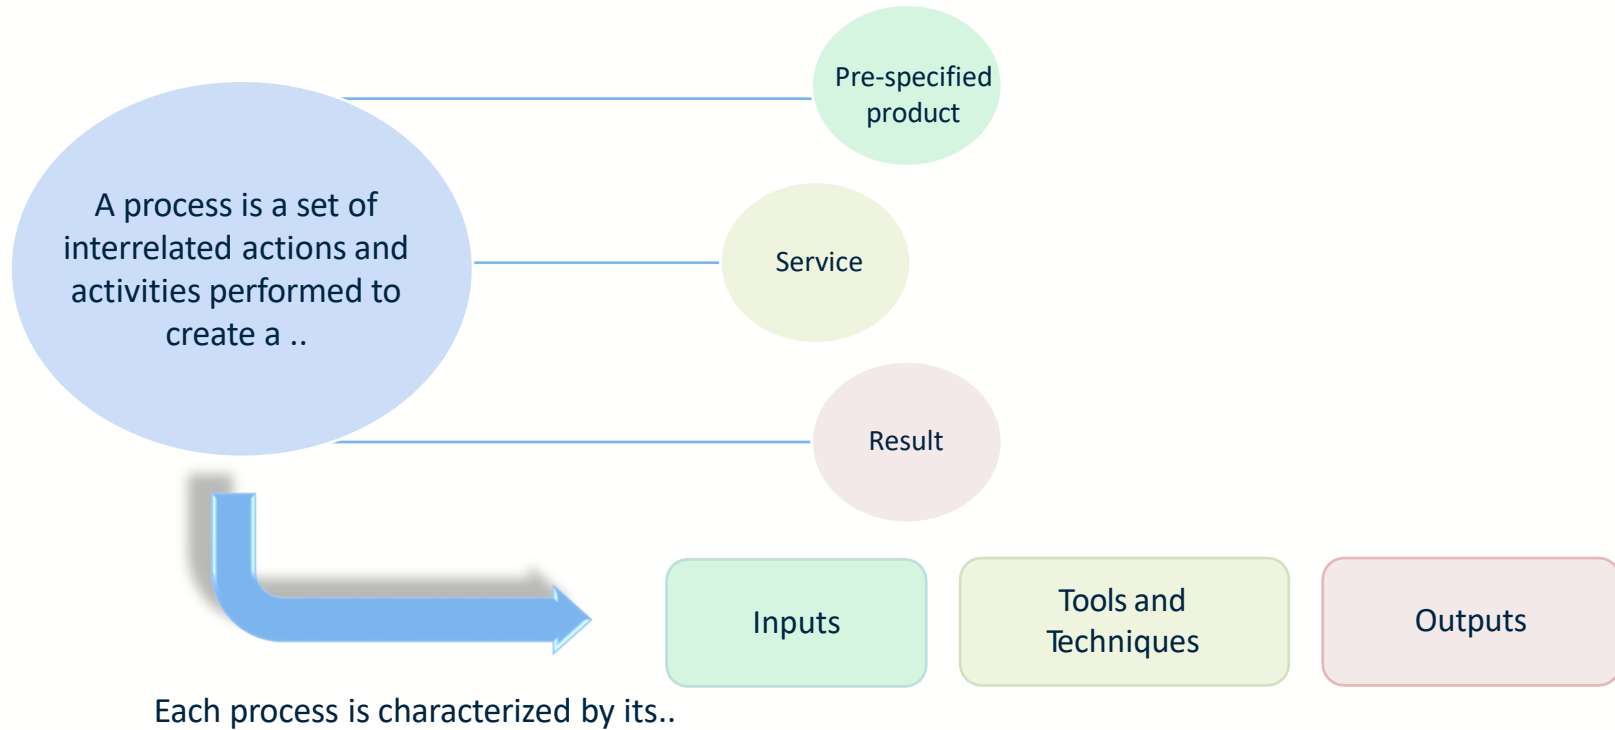 A process is a set of
interrelated actions and
activities performed to
create a ..
Pre-specified
product
Service
Result
Each process is characterized by its..
Inputs
Tools and
Techniques
Outputs